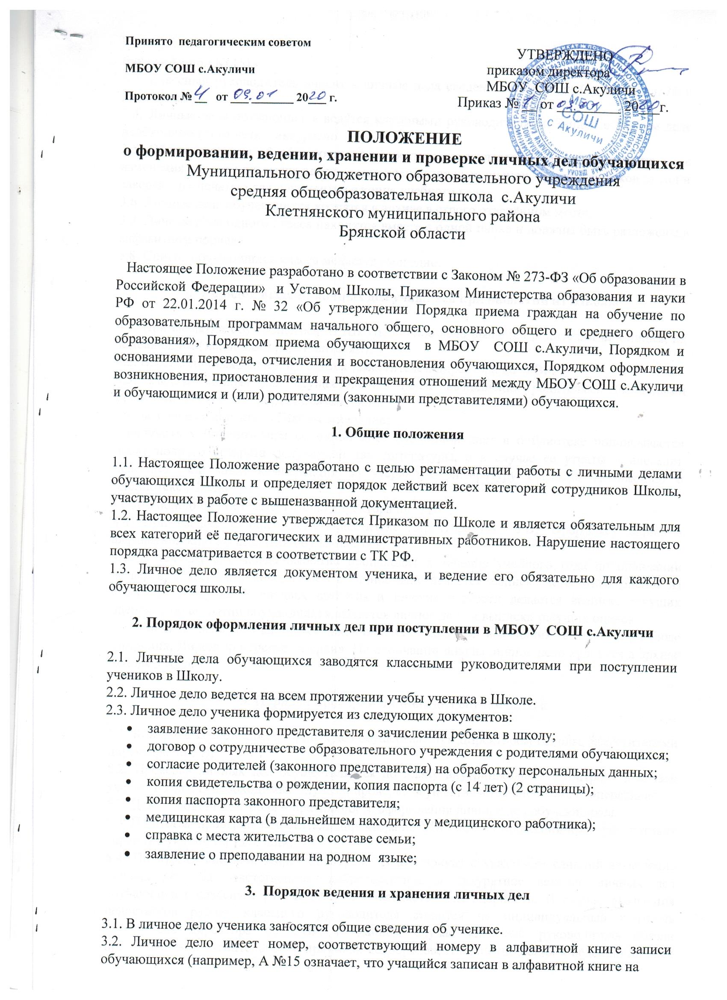 Принято  педагогическим советом
МБОУ СОШ с.Акуличи
Протокол № 4 от 09.01 2020 г.
УТВЕРЖДЕНО
приказом директора
МБОУ  СОШ с.Акуличи
Приказ № 1 от 03.01 2020 г.
МБОУ
СОШ
с Акуличи
ПОЛОЖЕНИЕ
о формировании, ведении, хранении и проверке личных дел обучающихся
Муниципального бюджетного образовательного учреждения
средняя общеобразовательная школа  с.Акуличи
Клетнянского муниципального района
Брянской области
Настоящее Положение разработано в соответствии с Законом № 273-ФЗ «Об образовании в
Российской Федерации»  и Уставом Школы, Приказом Министерства образования и науки
РФ от 22.01.2014 г. № 32 «Об утверждении Порядка приема граждан на обучение по
образовательным программам начального общего, основного общего и среднего общего
образования», Порядком приема обучающихся  в МБОУ  СОШ с.Акуличи, Порядком и
основаниями перевода, отчисления и восстановления обучающихся, Порядком оформления
возникновения, приостановления и прекращения отношений между МБОУ СОШ с.Акуличи
и обучающимися и (или) родителями (законными представителями) обучающихся.
1. Общие положения
1.1. Настоящее Положение разработано с целью регламентации работы с личными делами
обучающихся Школы и определяет порядок действий всех категорий сотрудников Школы,
участвующих в работе с вышеназванной документацией.
1.2. Настоящее Положение утверждается Приказом по Школе и является обязательным для
всех категорий её педагогических и административных работников. Нарушение настоящего
порядка рассматривается в соответствии с ТК РФ.
1.3. Личное дело является документом ученика, и ведение его обязательно для каждого
обучающегося школы.
2. Порядок оформления личных дел при поступлении в МБОУ  СОШ с.Акуличи
2.1. Личные дела обучающихся заводятся классными руководителями при поступлении
учеников в Школу.
2.2. Личное дело ведется на всем протяжении учебы ученика в Школе.
2.3. Личное дело ученика формируется из следующих документов:
• заявление законного представителя о зачислении ребенка в школу;
• договор о сотрудничестве образовательного учреждения с родителями обучающихся;
• согласие родителей (законного представителя) на обработку персональных данных;
• копия свидетельства о рождении, копия паспорта (с 14 лет) (2 страницы);
• копия паспорта законного представителя;
• медицинская карта (в дальнейшем находится у медицинского работника);
• справка с места жительства о составе семьи;
• заявление о преподавании на родном  языке;
3.  Порядок ведения и хранения личных дел
3.1. В личное дело ученика заносятся общие сведения об ученике.
3.2. Личное дело имеет номер, соответствующий номеру в алфавитной книге записи
обучающихся (например, А №15 означает, что учащийся записан в алфавитной книге на